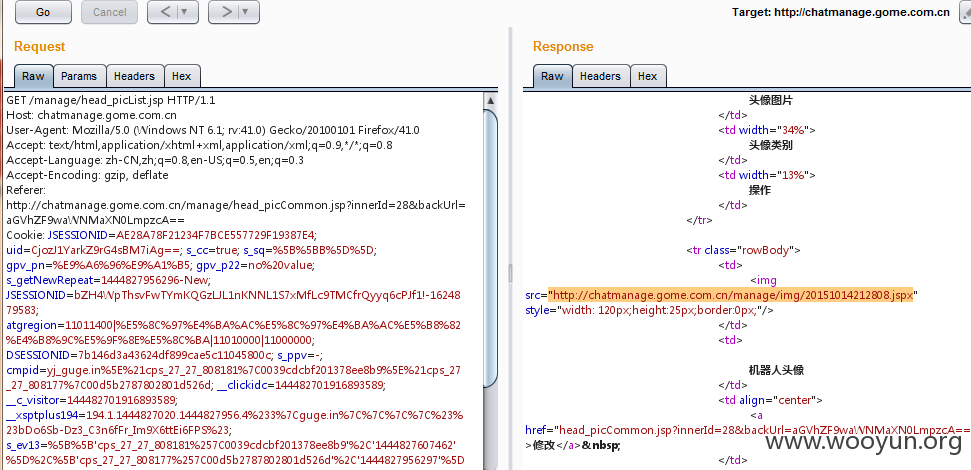 Go
Cancel
<
>
Target: http://chatmanage.gome.com.cn
Request
Response
Raw
Params
Headers
Hex
Raw
Headers
Hex
GET /manage/head_picList.jsp HTTP/1.1
Host: chatmanage.gome.com.cn
User-Agent: Mozilla/5.0 (Windows NT 6.1; rv:41.0) Gecko/20100101 Firefox/41.0
Accept: text/html,application/xhtml+xml,application/xml;q=0.9,*/*;q=0.8
Accept-Language: zh-CN,zh;q=0.8,en-US;q=0.5,en;q=0.3
Accept-Encoding: gzip, deflate
Referer:
http://chatmanage.gome.com.cn/manage/head_picCommon.jsp?innerId=28&backUrl=
aGVhZF9waWNMaXN0LmpzcA==
Cookie: JSESSIONID=AE28A78F21234F7BCE557729F19387E4;
uid=CjozJ1YarkZ9rG4sBM7iAg==; s_cc=true; s_sq=%5B%5BB%5D%5D;
gpv_pn=%E9%A6%96%E9%A1%B5; gpv_p22=no%20value;
s_getNewRepeat=1444827956296-New;
JSESSIONID=bZH4WpThsvFwTYmKQGzLJL1nKNNL1S7xMfLc9TMCfrQyyq6cPJf1!-1624
879583;
atgregion=11011400|%E5%8C%97%E4%BA%AC%E5%8C%97%E4%BA%AC%E5%B8%82
%E4%B8%9C%E5%9F%8E%E5%8C%BA|11010000|11000000;
DSESSIONID=7b146d3a43624df899cae5c11045800c; s_ppv=-;
cmpid=yj_guge.in%5E%21cps_27_27_808181%7C0039cdcbf201378ee8b9%5E%21cps_27
_27_808177%7C00d5b2787802801d526d; __clickidc=144482701916893589;
__c_visitor=144482701916893589;
__xsptplus194=194.1.1444827020.1444827956.4%233%7Cguge.in%7C%7C%7C%7C%23%
23bDo6Sb-Dz3_C3n6fFr_Im9X6ttEi6FPS%23;
s_ev13=%5B%5B'cps_27_27_808181%257C0039cdcbf201378ee8b9'%2C'1444827607462'
%5D%2C%5B'cps_27_27_808177%257C00d5b2787802801d526d'%2C'1444827956297'%5D
头像图片
</td>
<td width="34%">
头像类别
</td>
<td width="13%">
操作
</td>
</tr>
<tr class="rowBody">
<td>
<img
src="http://chatmanage.gome.com.cn/manage/img/20151014212808.jspx"
style="width: 120px;height:25px;border:0px;"/>
</td>
<td>
机器人头像
</td>
<td align="center">
<a
href="head_picCommon.jsp?innerId=28&backUrl=aGVhZF9waWNMaXN0LmpzcA=="
>修改</a>&nbsp;
</td>
www.wooyun.org